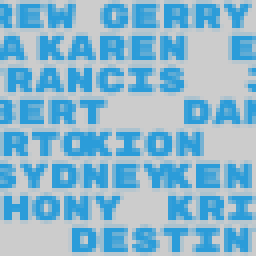 REW GERRY
A KAREN E
FRANCIS
BERT DAN
RTOKION
SYDNEYKEN
HONY KRI
DESTIN